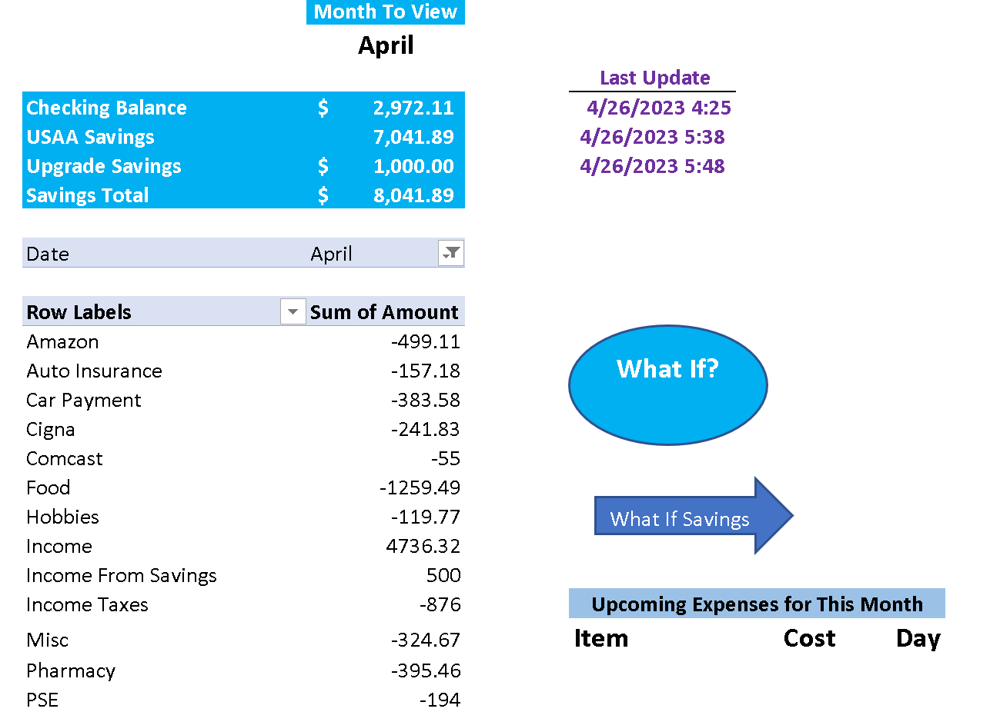 Month To View
April
Last Update
Checking Balance $ 2,972.11 4/26/2023 4:25
USAA Savings 7,041.89 4/26/2023 5:38
Upgrade Savings $ 1,000.00 4/26/2023 5:48
Savings Total $ 8,041.89
Date April
Row Labels Sum of Amount
Amazon -499.11
Auto Insurance -157.18
Car Payment -383.58
Cigna -241.83
Comcast -55
Food -1259.49
Hobbies -119.77
Income 4736.32
Income From Savings 500
Income Taxes -876
Misc -324.67
Pharmacy -395.46
PSE -194
What If?
What If Savings
Upcoming Expenses for This Month
Item Cost Day